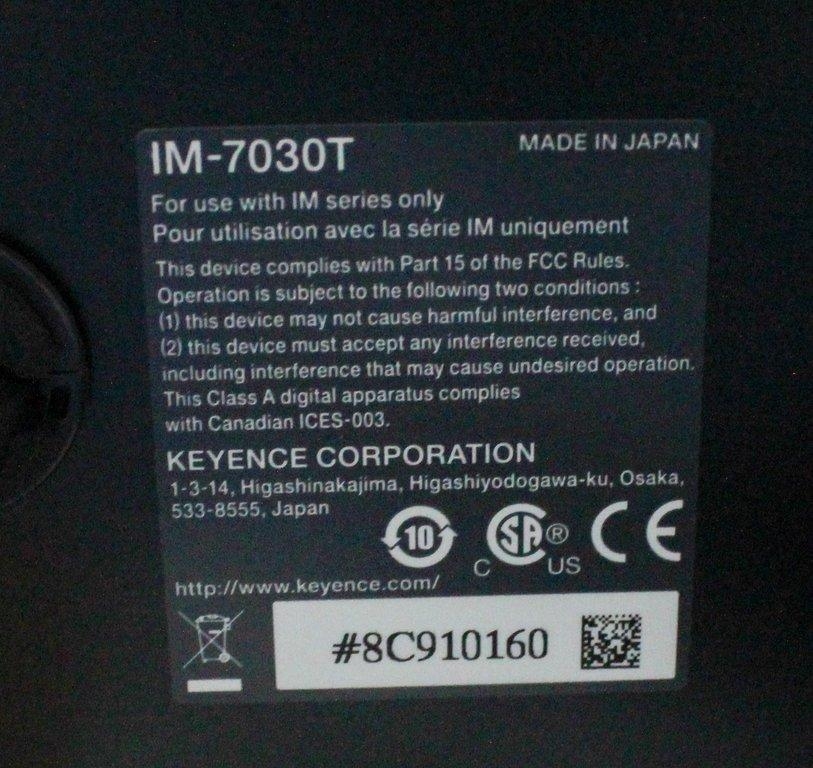 IM-7030T
MADE IN JAPAN
For use with IM series only
Pour utilisation avec la série IM uniquement
This device complies with Part 15 of the FCC Rules.
Operation is subject to the following two conditions :
(1) this device may not cause harmful interference, and
(2) this device must accept any interference received,
including interference that may cause undesired operation.
This Class A digital apparatus complies
with Canadian ICES-003.
KEYENCE CORPORATION
1-3-14, Higashinakajima, Higashiyodogawa-ku, Osaka,
533-8555, Japan
10
C SA ® US
CE
http://www.keyence.com/
#8C910160